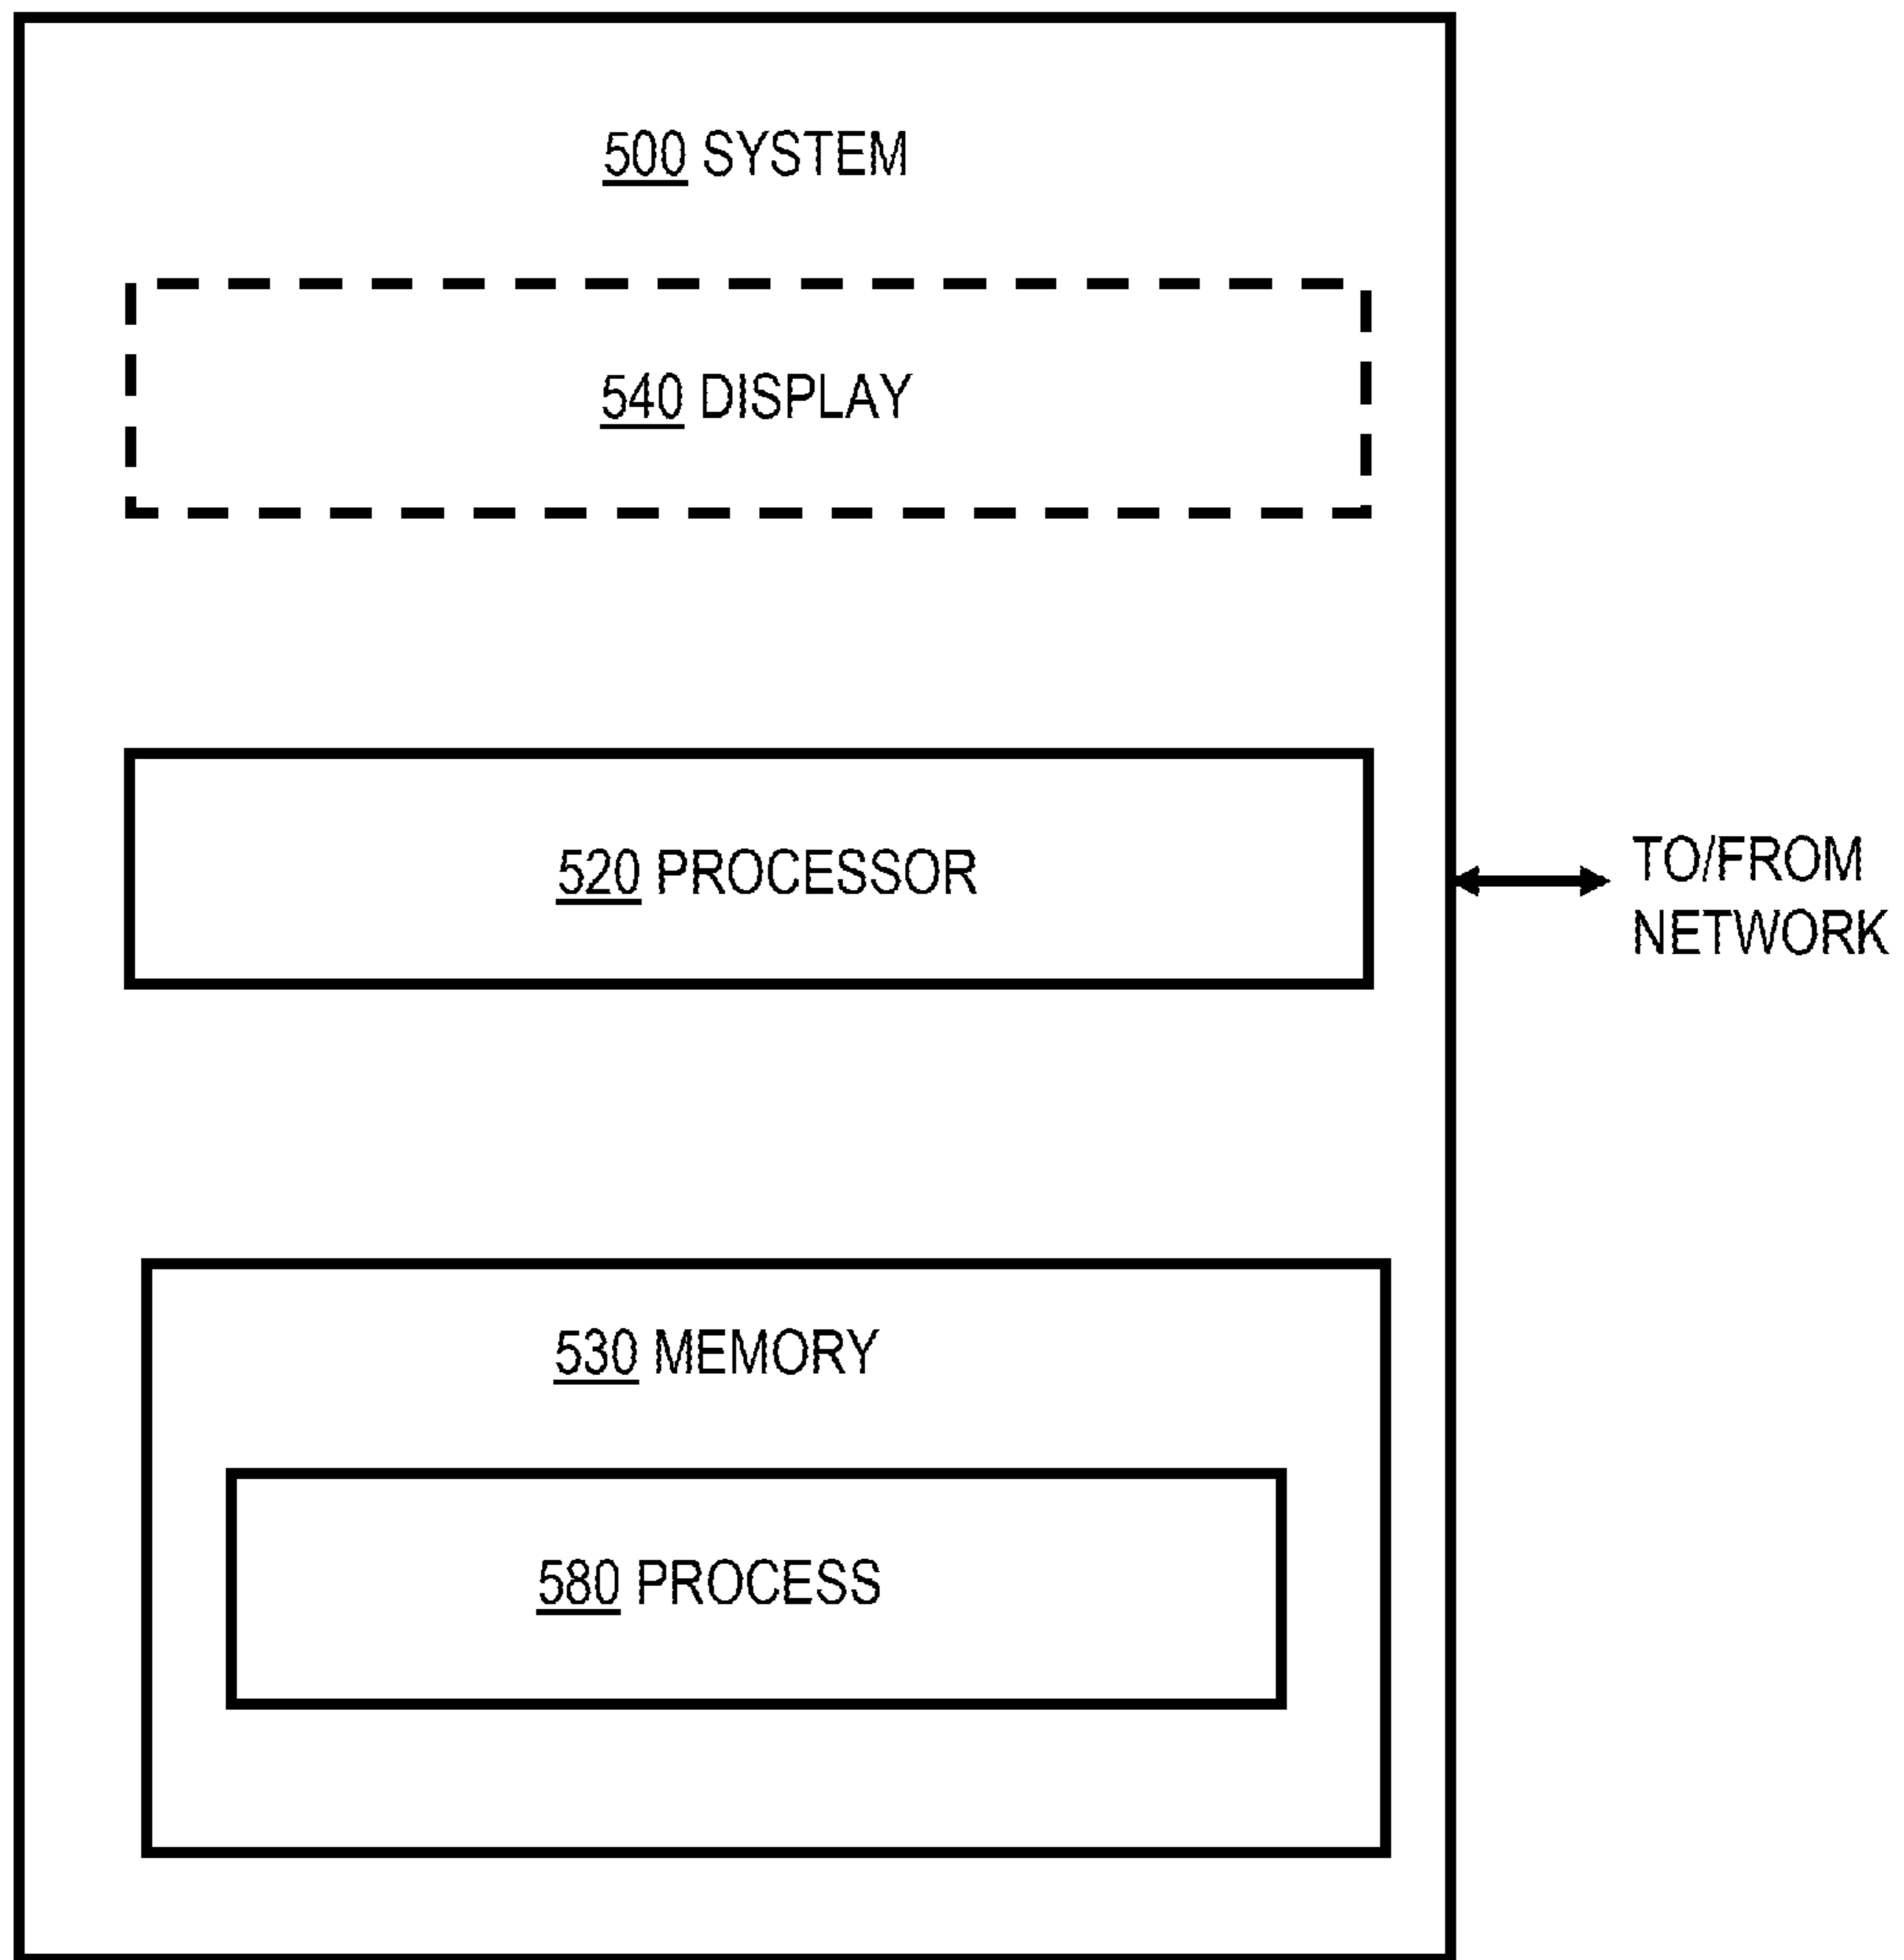 500 SYSTEM
540 DISPLAY
520 PROCESSOR
TO/FROM
NETWORK
530 MEMORY
580 PROCESS